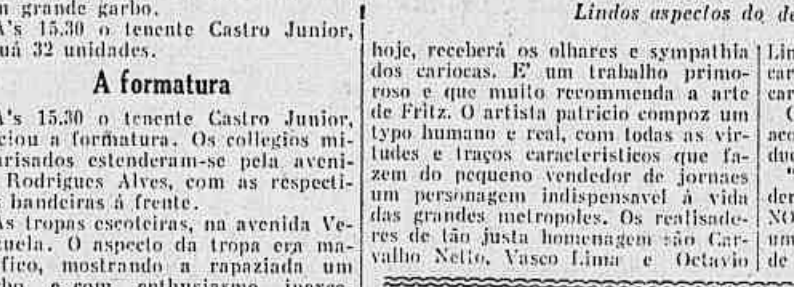 n grande garbo.
A's 15.30 o tenente Castro Junior,
uá 32 unidades.
A formatura
A's 15.30 o tenente Castro Junior,
ciou a formatura. Os collegios mi-
arisados estenderam-se pela aveni-
Rodrigues Alves, com as respecti-
bandeiras á frente.
As tropas escoteiras, na avenida Ve-
uela. O aspecto da tropa era ma-
fico, mostrando a rapaziada um
Lindos aspectos do de
hoje, receberá os olhares e sympathia
dos cariocas. E' um trabalho primo-
roso e que muito recommenda a arte
de Fritz. O artista patricio compoz um
typo humano e real, com todas as vir-
tudes e traços caracteristicos que fa-
zem do pequeno vendedor de jornaes
um personagem indispensavel á vida
das grandes metropoles. Os realisado-
res de tão justa homenagem são Car-
valho Netto, Vasco Lima e Octavio
Lin
car
car
aco
duc
der
NO
um
de